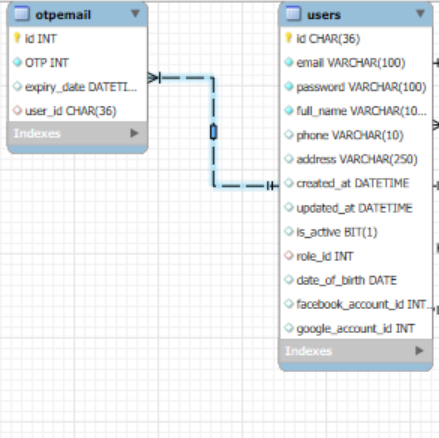 otpemail
id INT
OTP INT
expiry_date DATETI...
user_id CHAR(36)
Indexes
users
id CHAR(36)
email VARCHAR(100)
password VARCHAR(100)
full_name VARCHAR(10...
phone VARCHAR(10)
address VARCHAR(250)
created_at DATETIME
updated_at DATETIME
is_active BIT(1)
role_id INT
date_of_birth DATE
facebook_account_id INT...
google_account_id INT
Indexes